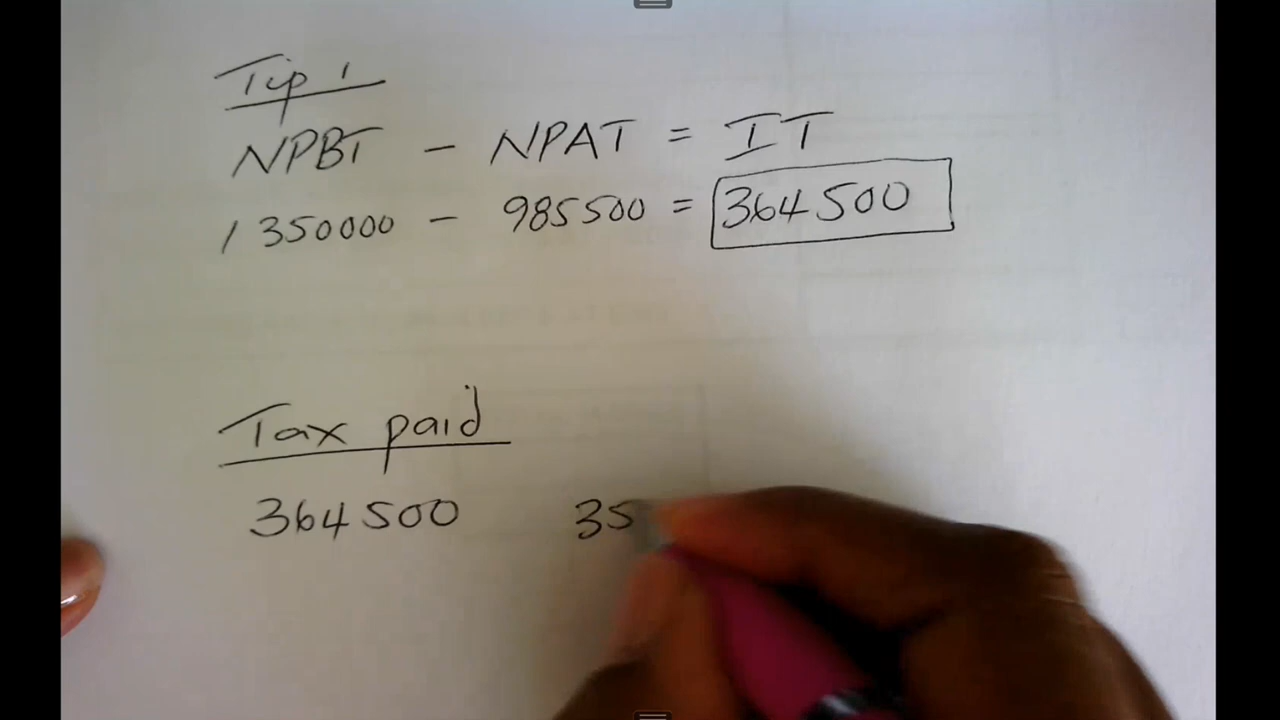 Tip 1
NPBT - NPAT = IT
1350000 - 985500 = 364500
Tax paid
364500 35